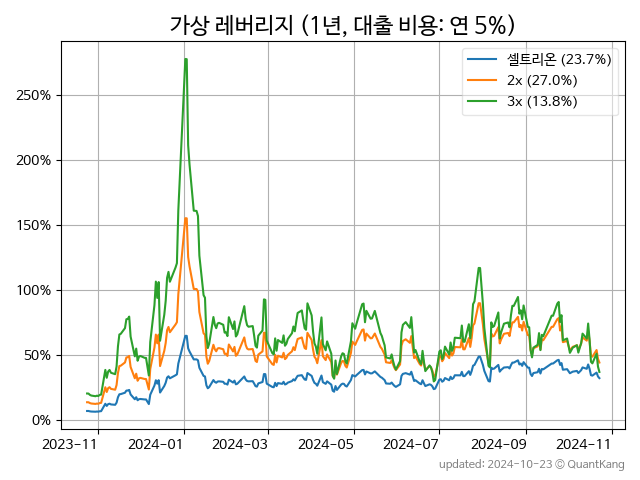 가상 레버리지 (1년, 대출 비용: 연 5%)
셀트리온 (23.7%)
2x (27.0%)
3x (13.8%)
250%
200%
150%
100%
50%
0%
2023-11 2024-01 2024-03 2024-05 2024-07 2024-09 2024-11
updated: 2024-10-23 © QuantKang